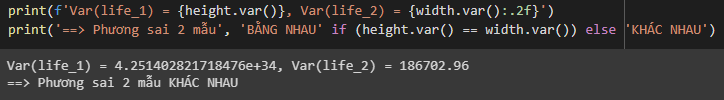 print(f'Var(life_1) = {height.var()}, Var(life_2) = {width.var():.2f}')
print('==> Phương sai 2 mẫu', 'BẰNG NHAU' if (height.var() == width.var()) else 'KHÁC NHAU')
Var(life_1) = 4.251402821718476e+34, Var(life_2) = 186702.96
==> Phương sai 2 mẫu KHÁC NHAU